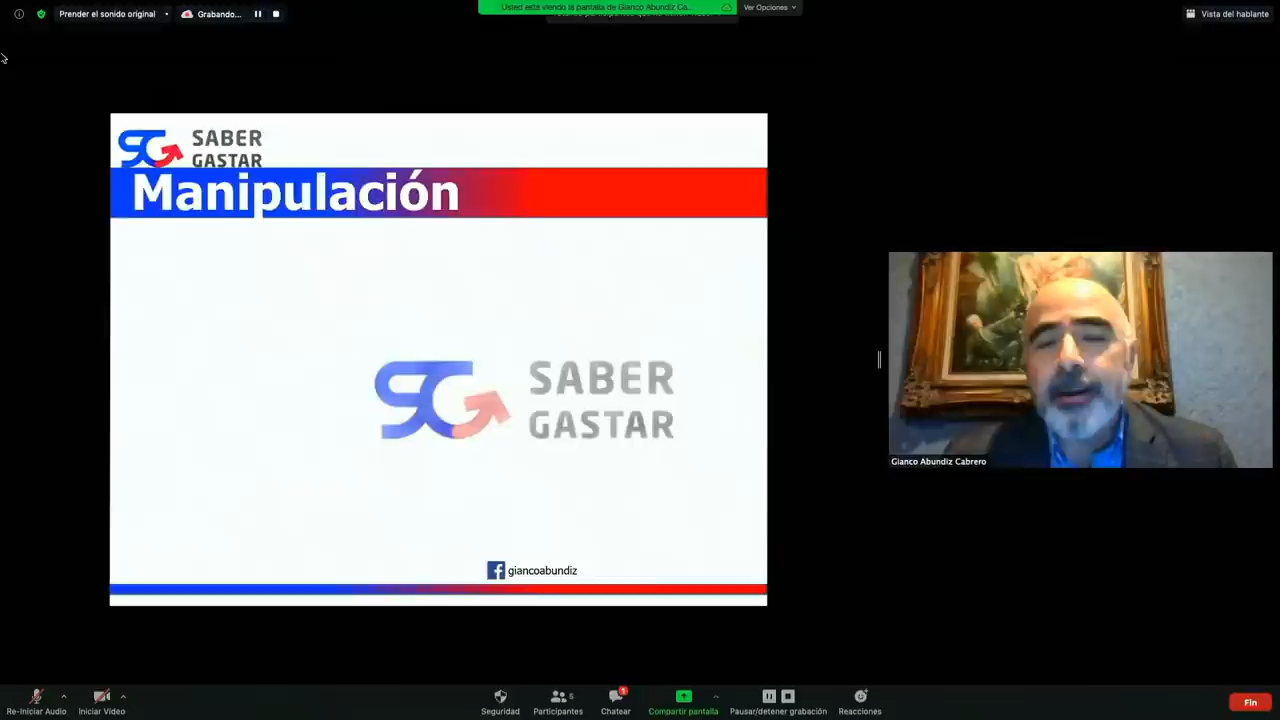 Usted está viendo la pantalla de Gianco Abundiz Ca...
Ver Opciones
Prender el sonido original
Grabando...
Vista del hablante
SABER
GASTAR
Manipulación
SABER
GASTAR
giancoabundiz
Gianco Abundiz Cabrero
Re-Iniciar Audio
Iniciar Video
Seguridad
Participantes
5
Chatear
1
Compartir pantalla
Pausar/detener grabación
Reacciones
Fin